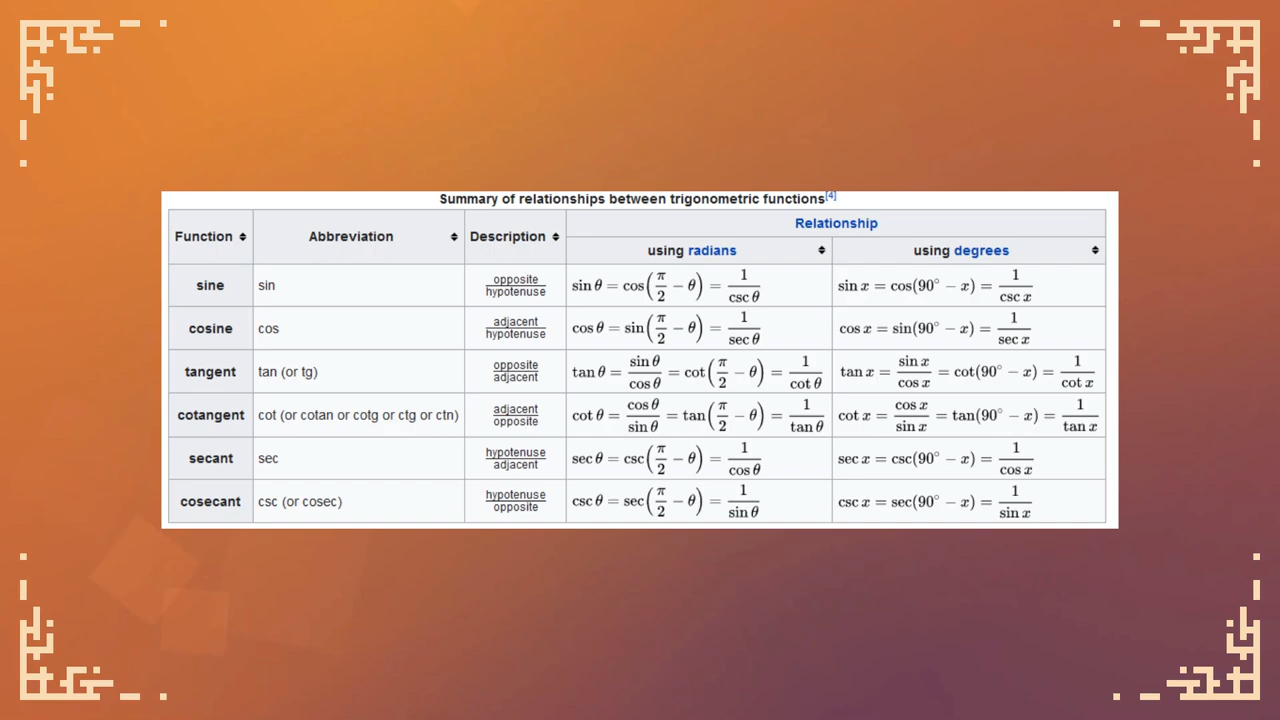 Summary of relationships between trigonometric functions[4]
Function Abbreviation Description Relationship
using radians using degrees
sine sin opposite/hypotenuse sin θ = cos(π/2 − θ) = 1/csc θ sin x = cos(90° − x) = 1/csc x
cosine cos adjacent/hypotenuse cos θ = sin(π/2 − θ) = 1/sec θ cos x = sin(90° − x) = 1/sec x
tangent tan (or tg) opposite/adjacent tan θ = sin θ/cos θ = cot(π/2 − θ) = 1/cot θ tan x = sin x/cos x = cot(90° − x) = 1/cot x
cotangent cot (or cotan or cotg or ctg or ctn) adjacent/opposite cot θ = cos θ/sin θ = tan(π/2 − θ) = 1/tan θ cot x = cos x/sin x = tan(90° − x) = 1/tan x
secant sec hypotenuse/adjacent sec θ = csc(π/2 − θ) = 1/cos θ sec x = csc(90° − x) = 1/cos x
cosecant csc (or cosec) hypotenuse/opposite csc θ = sec(π/2 − θ) = 1/sin θ csc x = sec(90° − x) = 1/sin x